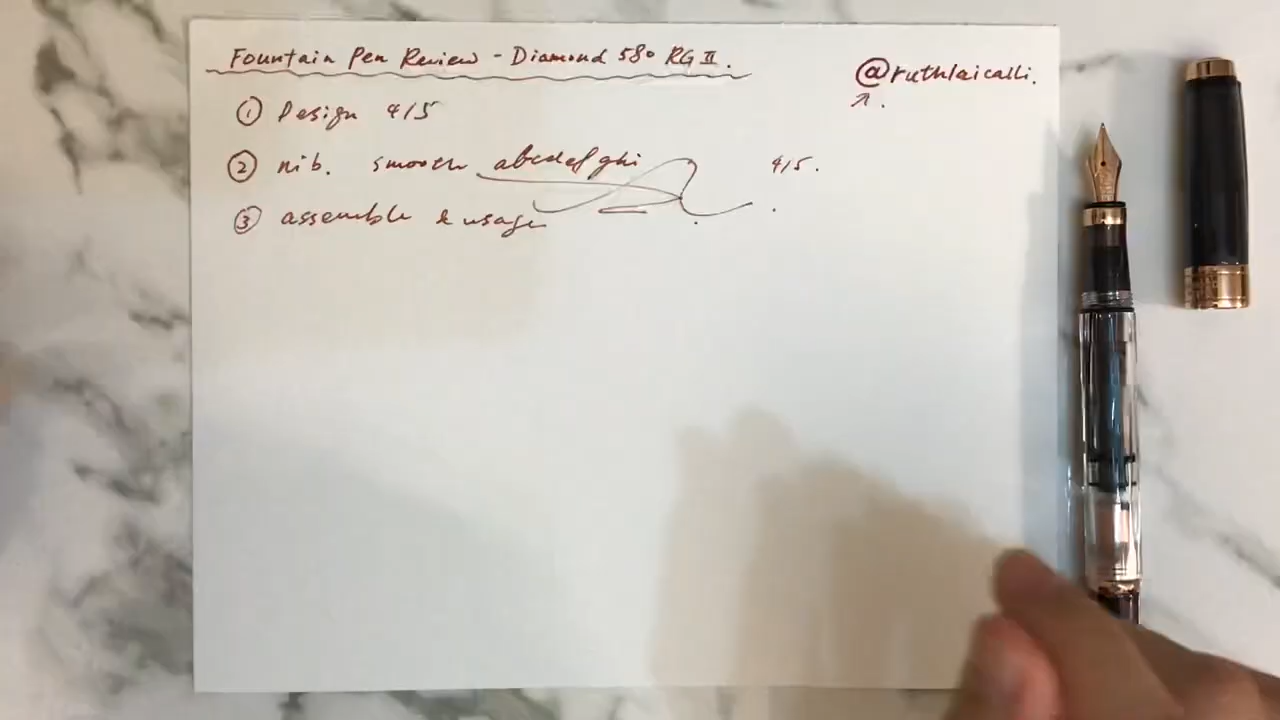 Fountain Pen Review - Diamond 580 RG II.
@ruthlaicalli.
① Design 4/5
② nib. smooth abcdefghi 4/5.
③ assemble & usage